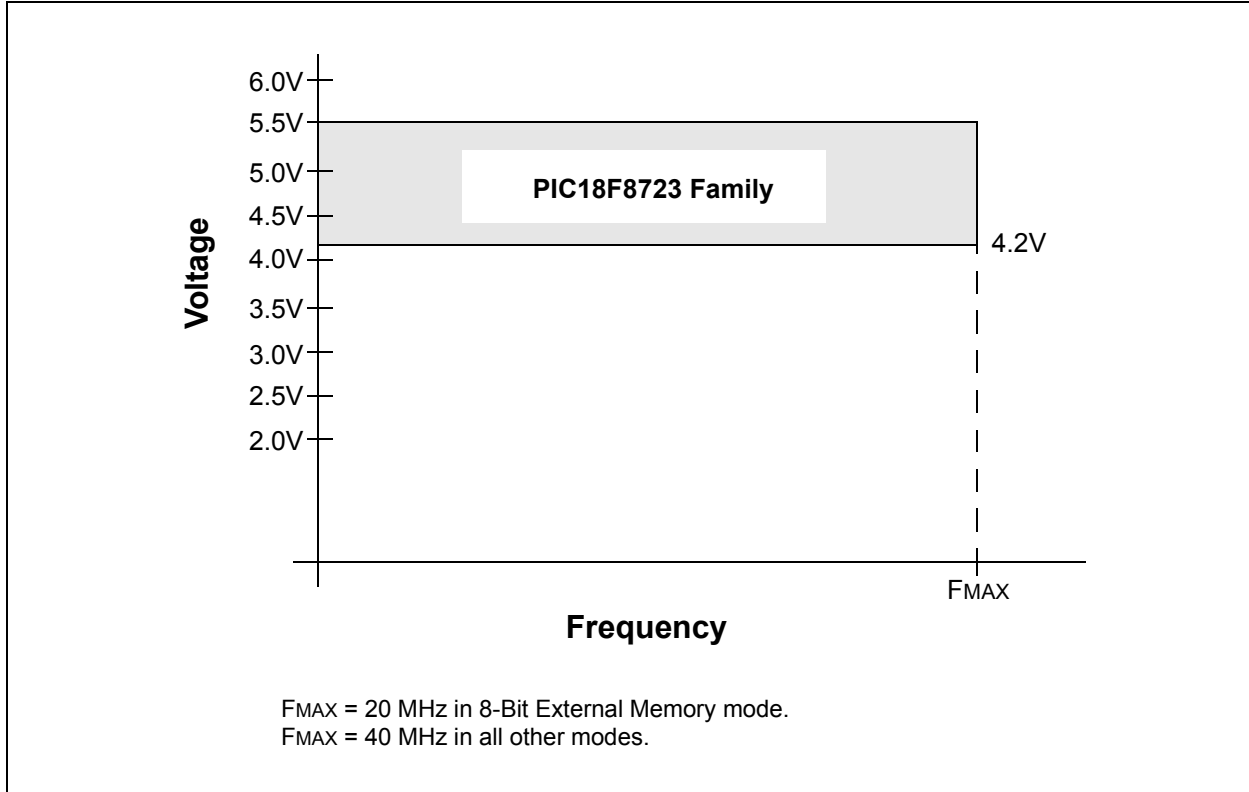 6.0V
5.5V
5.0V
4.5V
4.0V
3.5V
3.0V
2.5V
2.0V
Voltage
PIC18F8723 Family
4.2V
FMAX
Frequency
FMAX = 20 MHz in 8-Bit External Memory mode.
FMAX = 40 MHz in all other modes.